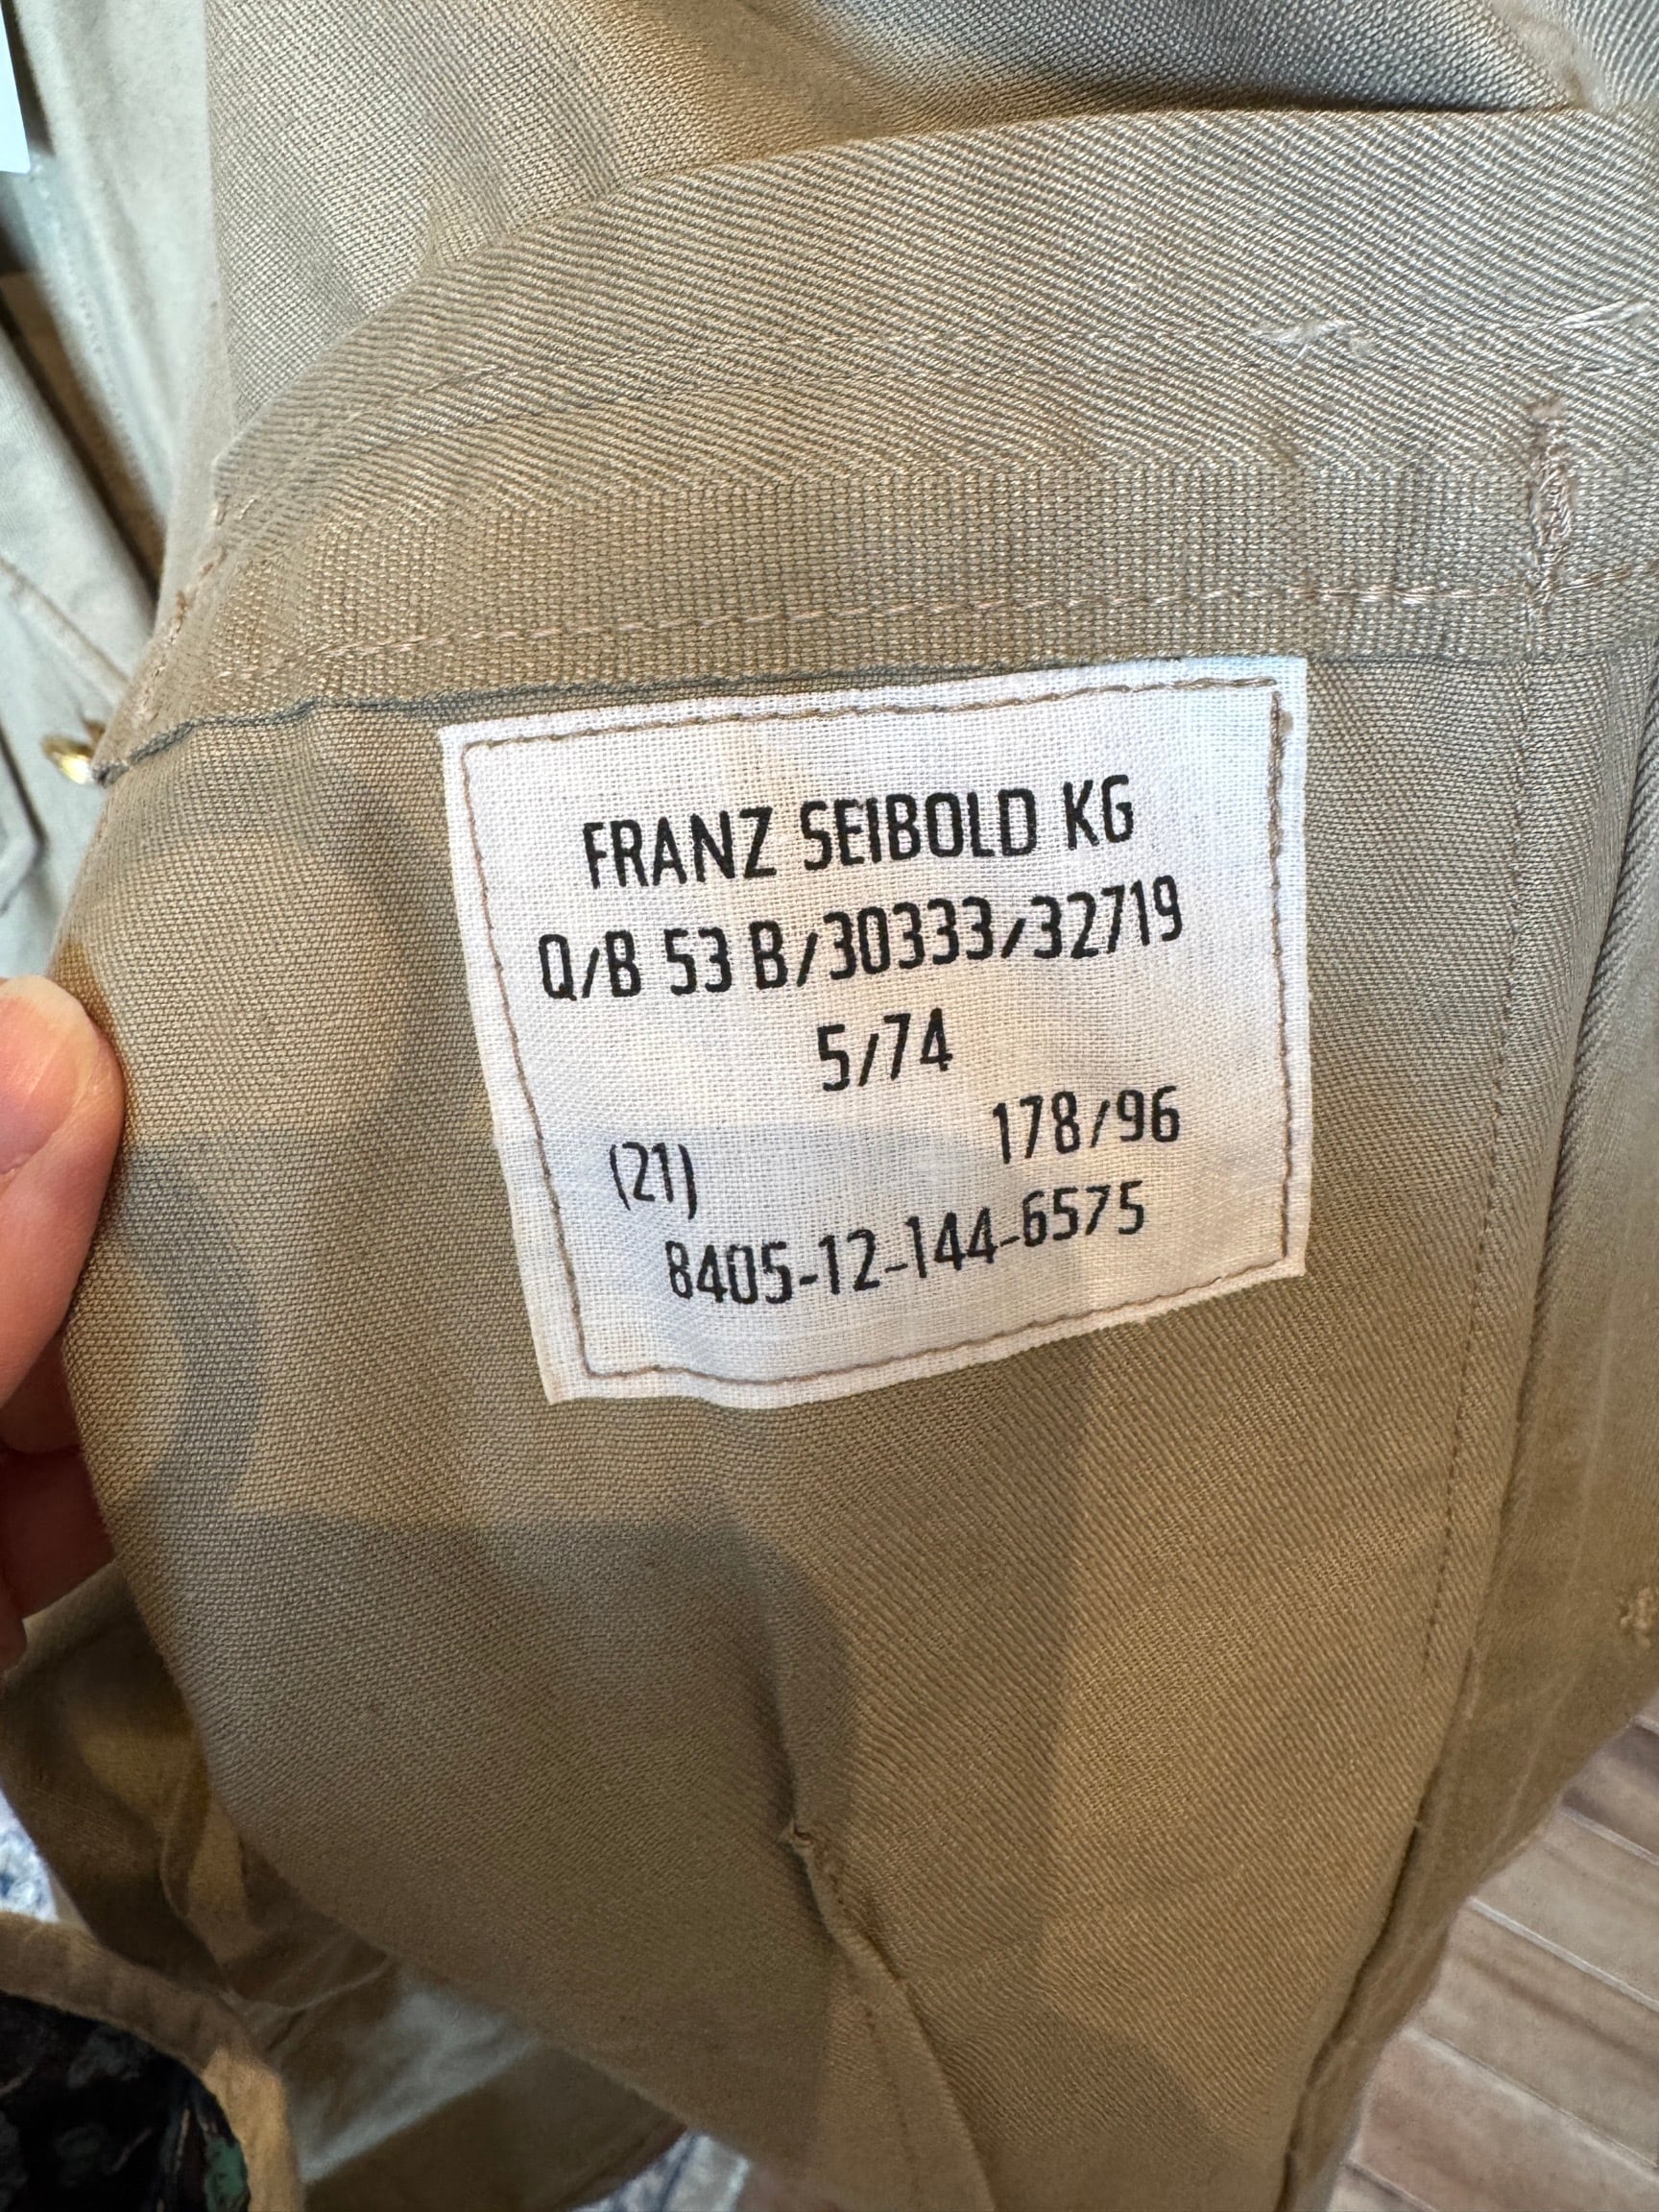 FRANZ SEIBOLD KG
Q/B 53 B/30333/32719
5/74
(21) 178/96
8405-12-144-6575